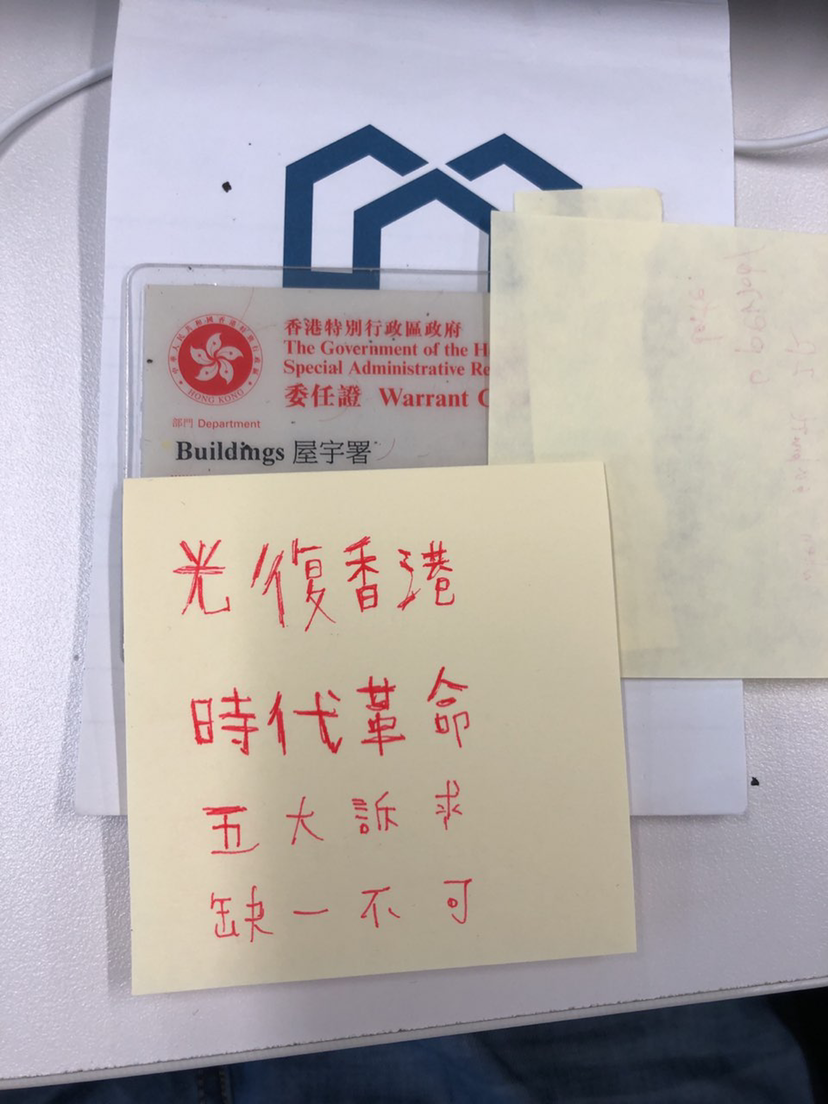 香港特別行政區政府
The Government of the H
Special Administrative Re
委任證 Warrant C
HONG KONG
部門 Department
Buildings 屋宇署
光復香港
時代革命
五大訴求
缺一不可